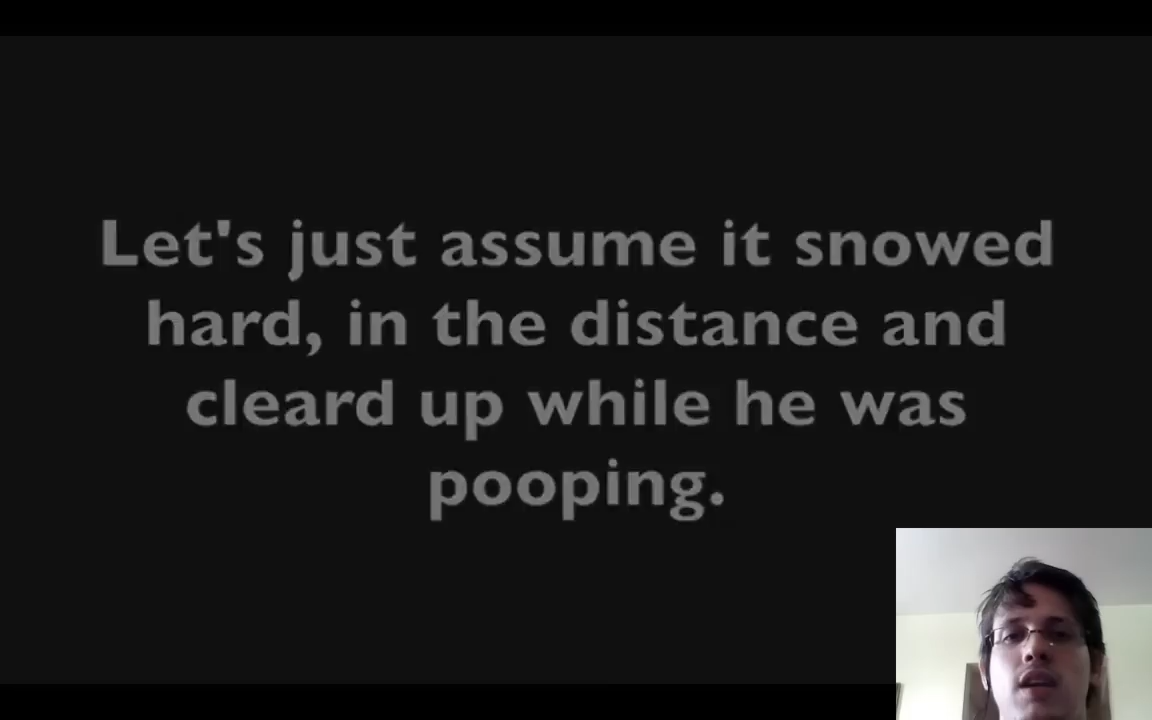 Let's just assume it snowed
hard, in the distance and
cleard up while he was
pooping.